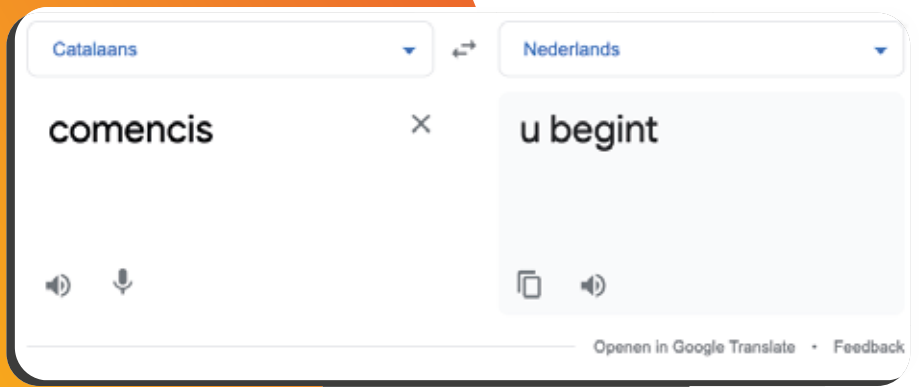 Catalaans
Nederlands
comencis
u begint
Openen in Google Translate • Feedback